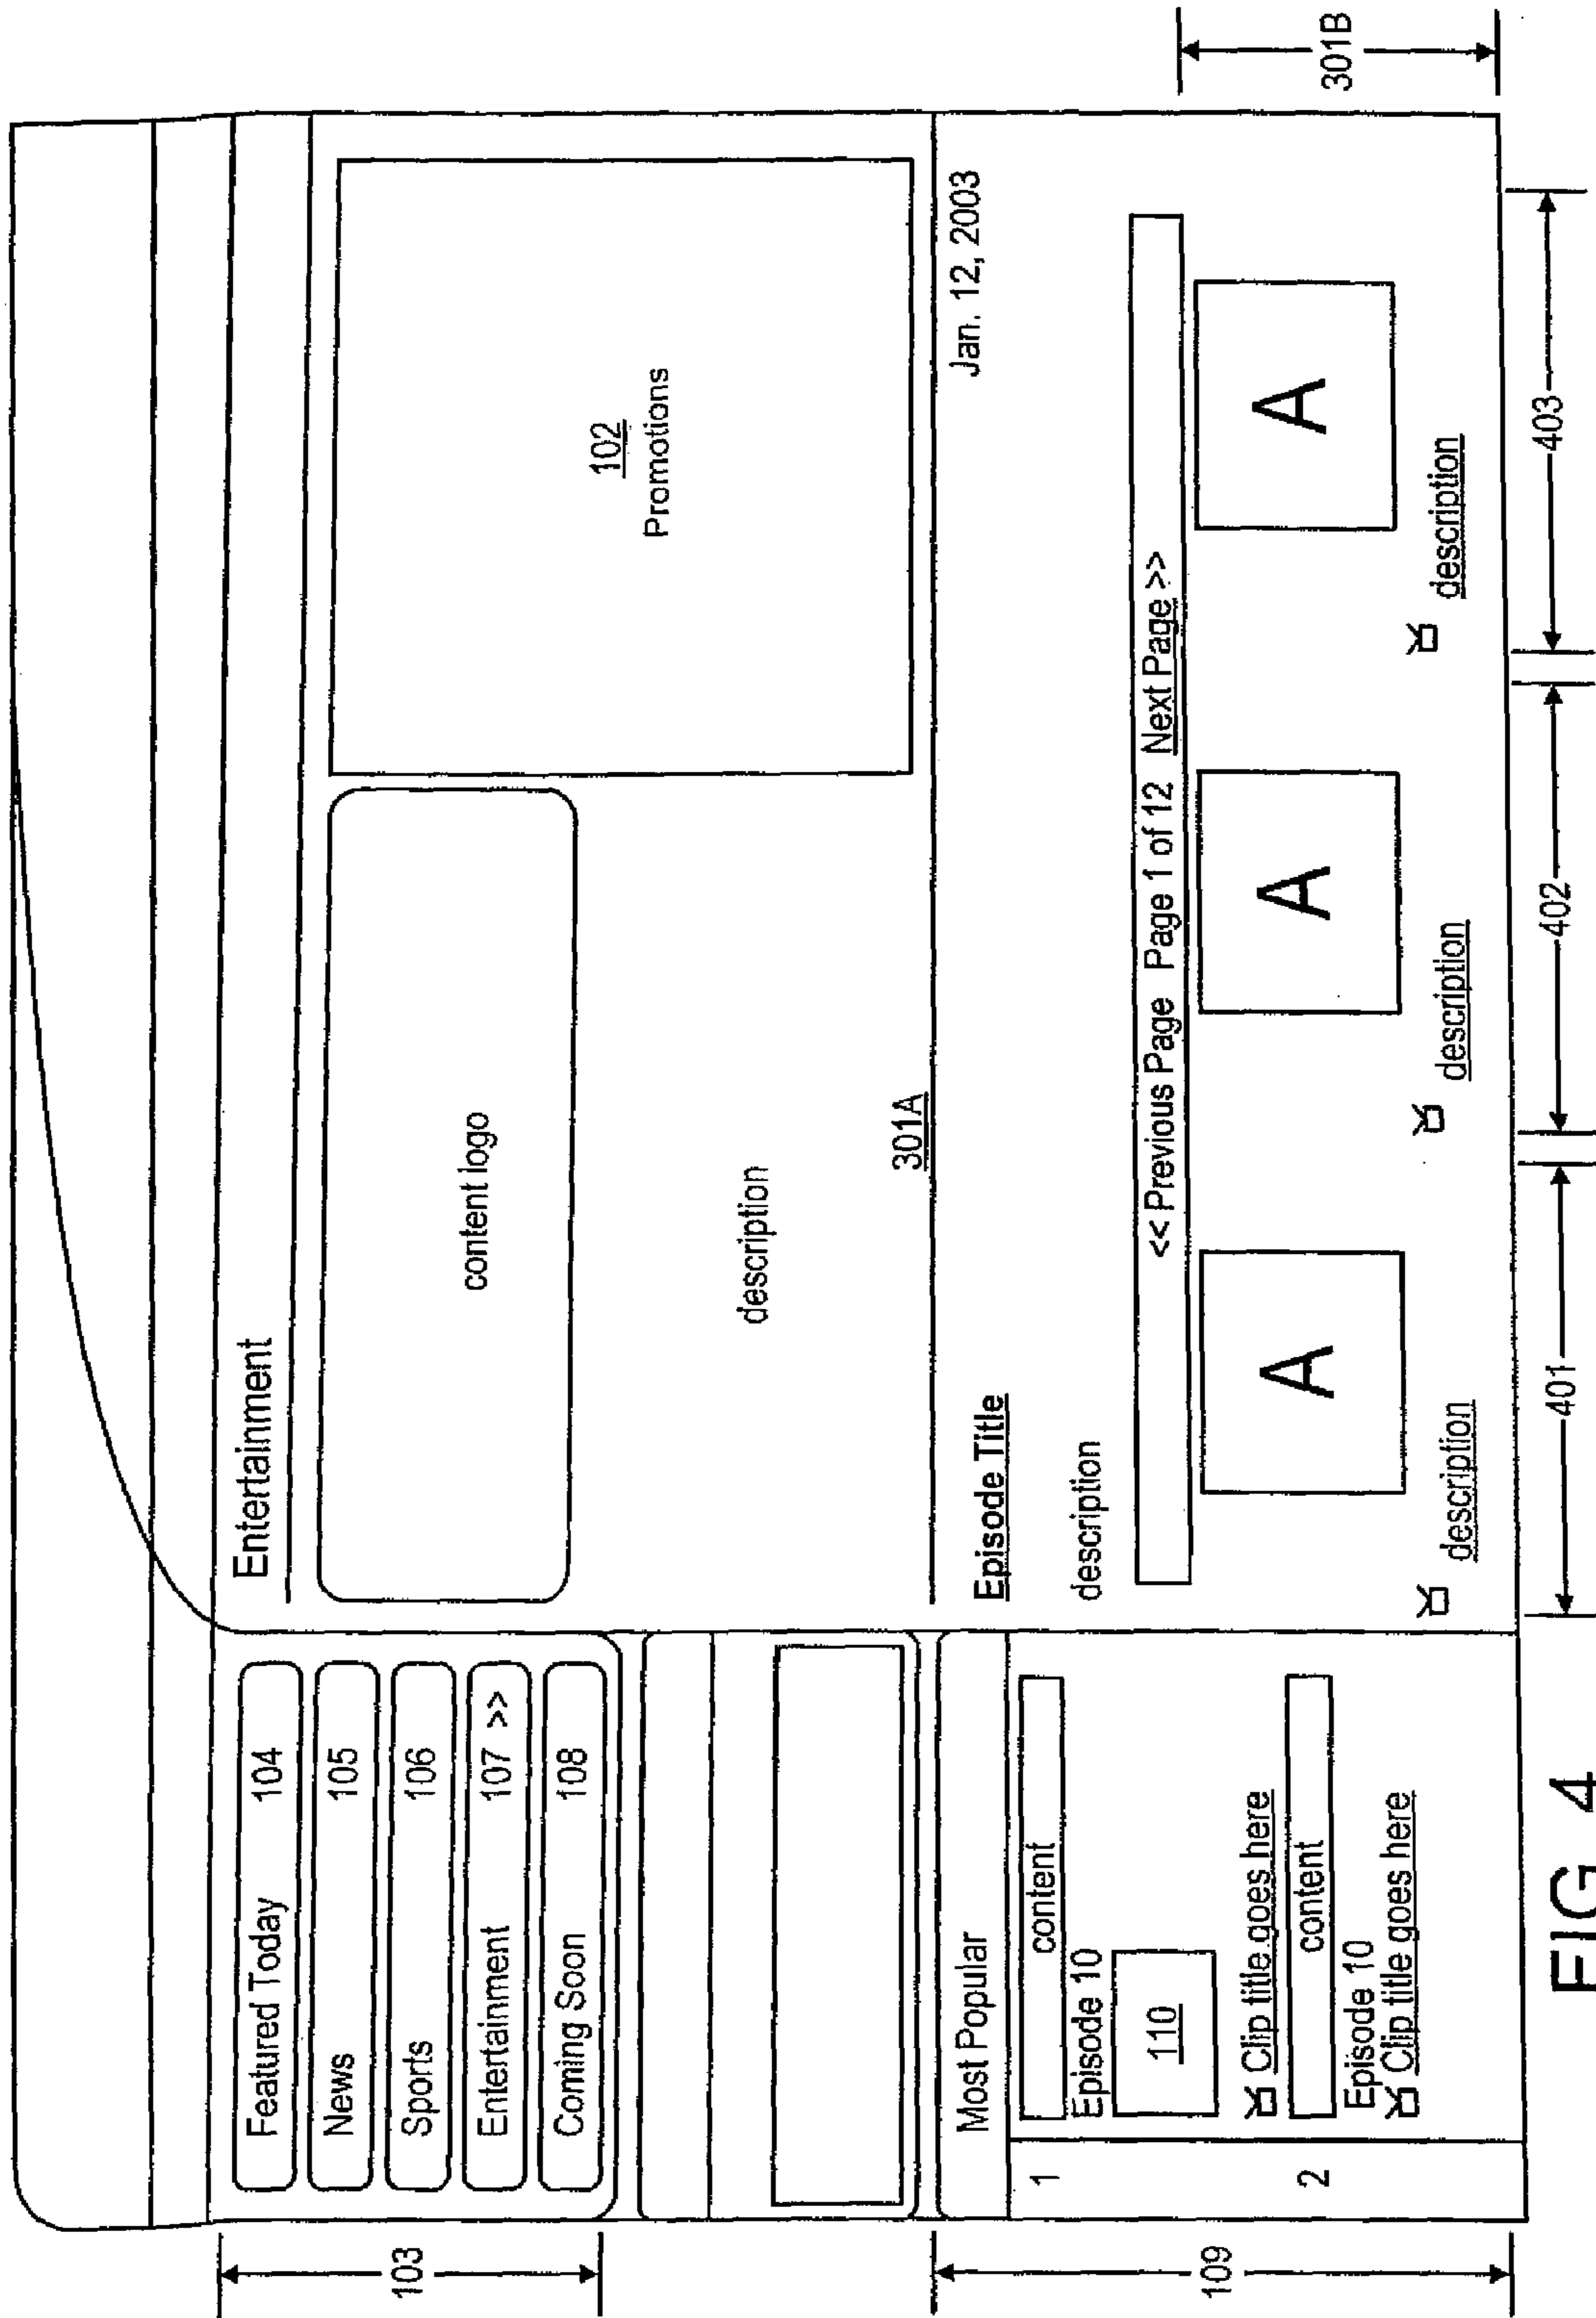 103
Featured Today 104
News 105
Sports 106
Entertainment 107 >>
Coming Soon 108
Entertainment
content logo
description
102
Promotions
301A
109
Most Popular
1
content
Episode 10
110
Clip title goes here
2
content
Episode 10
Clip title goes here
Episode Title
Jan. 12, 2003
description
<< Previous Page Page 1 of 12 Next Page >>
A
A
A
description
description
description
301B
401
402
403
FIG 4